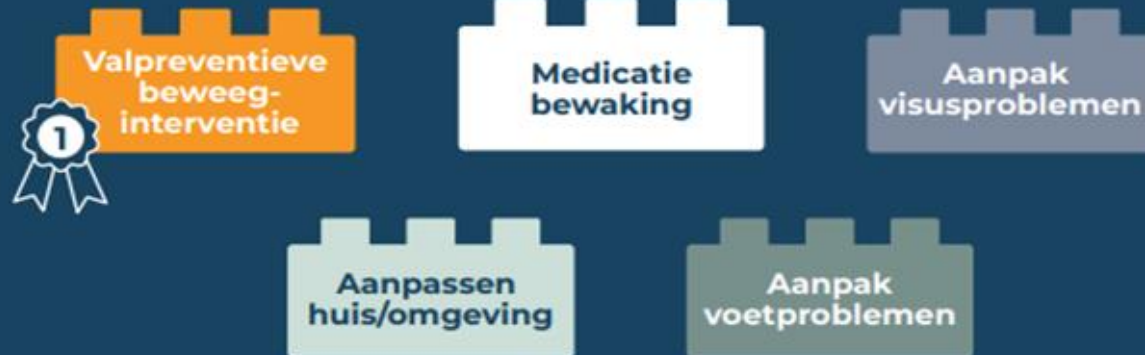 Valpreventieve
beweeg-
interventie
1
Medicatie
bewaking
Aanpak
visusproblemen
Aanpassen
huis/omgeving
Aanpak
voetproblemen